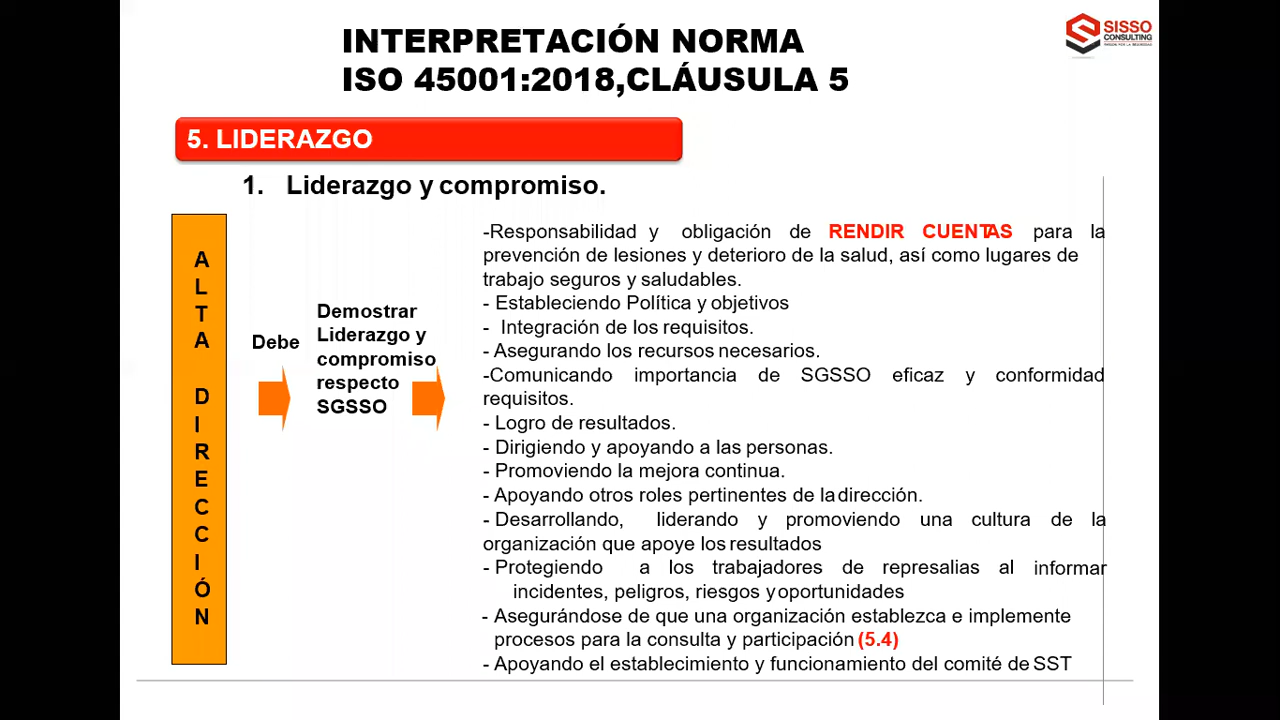 INTERPRETACIÓN NORMA
ISO 45001:2018,CLÁUSULA 5
SISSO
CONSULTING
5. LIDERAZGO
1. Liderazgo y compromiso.
ALTA DIRECCIÓN
Debe
Demostrar
Liderazgo y
compromiso
respecto
SGSSO
-Responsabilidad y obligación de RENDIR CUENTAS para la
prevención de lesiones y deterioro de la salud, así como lugares de
trabajo seguros y saludables.
- Estableciendo Política y objetivos
- Integración de los requisitos.
- Asegurando los recursos necesarios.
-Comunicando importancia de SGSSO eficaz y conformidad
requisitos.
- Logro de resultados.
- Dirigiendo y apoyando a las personas.
- Promoviendo la mejora continua.
- Apoyando otros roles pertinentes de la dirección.
- Desarrollando, liderando y promoviendo una cultura de la
organización que apoye los resultados
- Protegiendo a los trabajadores de represalias al informar
incidentes, peligros, riesgos y oportunidades
- Asegurándose de que una organización establezca e implemente
procesos para la consulta y participación (5.4)
- Apoyando el establecimiento y funcionamiento del comité de SST